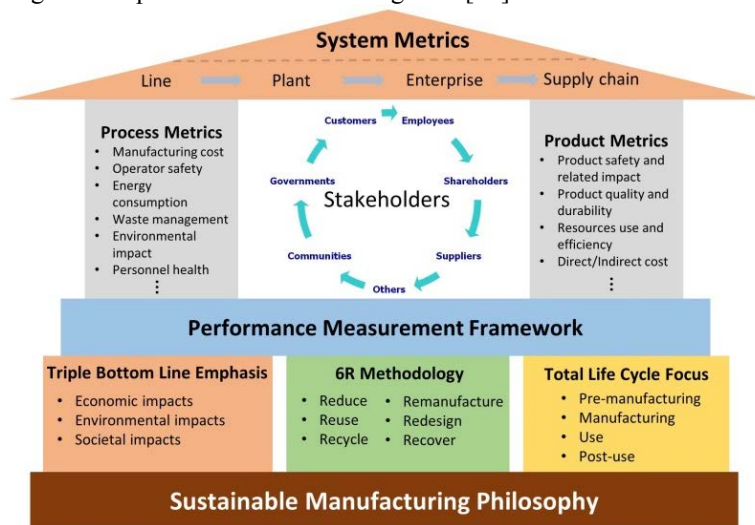 System Metrics
Line Plant Enterprise Supply chain
Process Metrics
• Manufacturing cost
• Operator safety
• Energy
consumption
• Waste management
• Environmental
impact
• Personnel health
⋮
Customers Employees
Governments Shareholders
Stakeholders
Communities Suppliers
Others
Product Metrics
• Product safety and
related impact
• Product quality and
durability
• Resources use and
efficiency
• Direct/Indirect cost
⋮
Performance Measurement Framework
Triple Bottom Line Emphasis
• Economic impacts
• Environmental impacts
• Societal impacts
6R Methodology
• Reduce • Remanufacture
• Reuse • Redesign
• Recycle • Recover
Total Life Cycle Focus
• Pre-manufacturing
• Manufacturing
• Use
• Post-use
Sustainable Manufacturing Philosophy